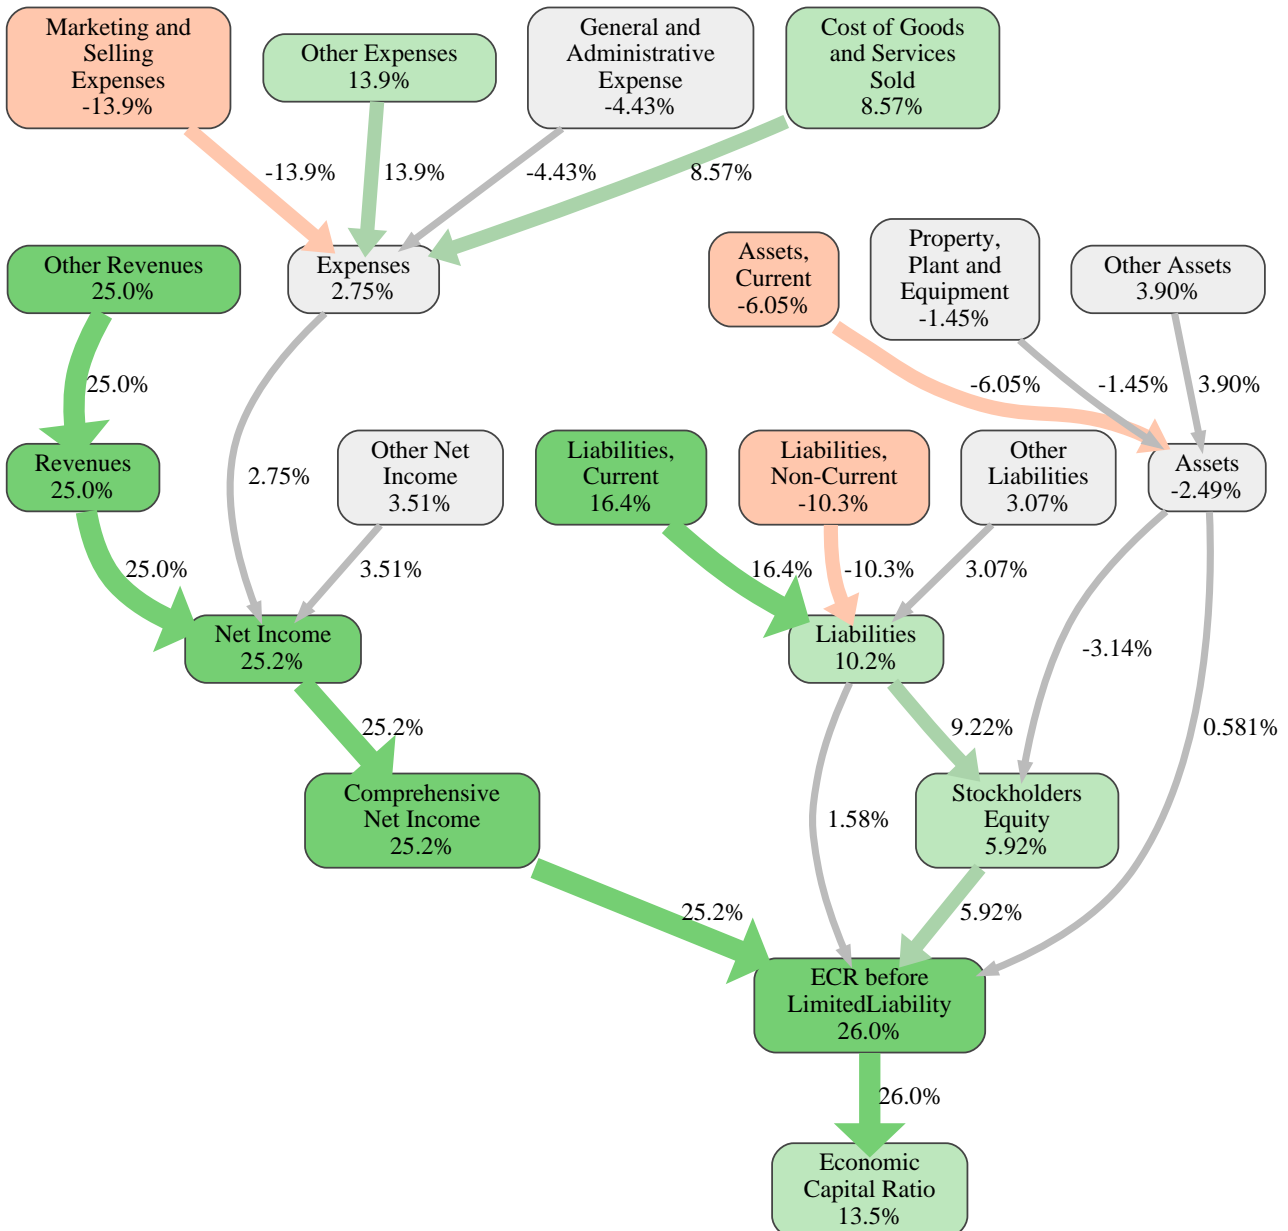 Marketing and
Selling
Expenses
-13.9%
Other Expenses
13.9%
General and
Administrative
Expense
-4.43%
Cost of Goods
and Services
Sold
8.57%
-13.9%
13.9%
-4.43%
8.57%
Other Revenues
25.0%
Expenses
2.75%
Assets,
Current
-6.05%
Property,
Plant and
Equipment
-1.45%
Other Assets
3.90%
25.0%
-6.05%
-1.45%
3.90%
Revenues
25.0%
2.75%
Other Net
Income
3.51%
Liabilities,
Current
16.4%
Liabilities,
Non-Current
-10.3%
Other
Liabilities
3.07%
Assets
-2.49%
25.0%
3.51%
16.4%
-10.3%
3.07%
Net Income
25.2%
Liabilities
10.2%
-3.14%
25.2%
9.22%
0.581%
Comprehensive
Net Income
25.2%
1.58%
Stockholders
Equity
5.92%
25.2%
5.92%
ECR before
LimitedLiability
26.0%
26.0%
Economic
Capital Ratio
13.5%